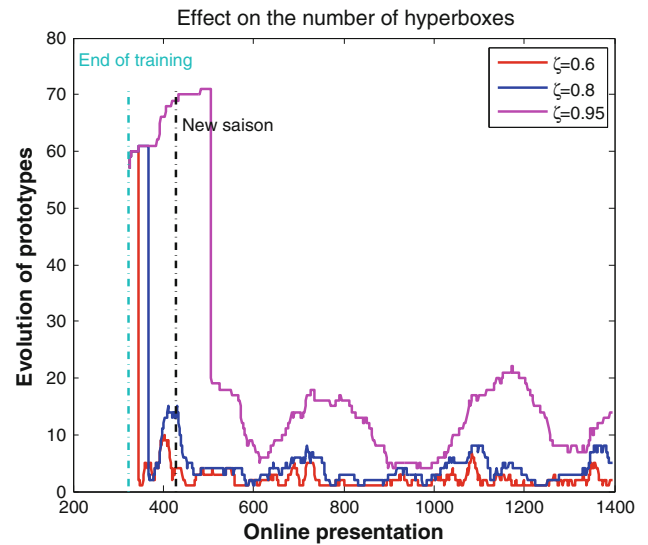 Effect on the number of hyperboxes
80
70
60
50
40
30
20
10
0
Evolution of prototypes
End of training
New saison
ζ=0.6
ζ=0.8
ζ=0.95
200
400
600
800
1000
1200
1400
Online presentation